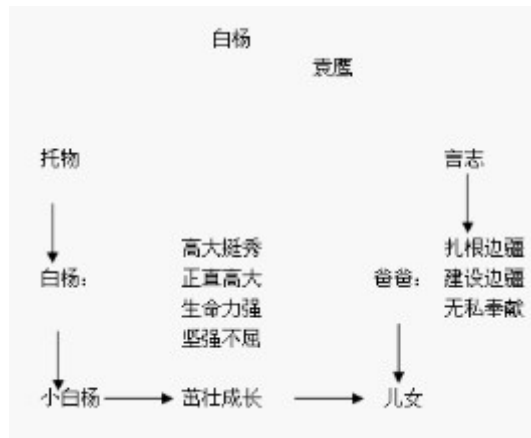 白杨
袁鹰
托物 言志
高大挺秀 扎根边疆
白杨： 正直高大 爸爸： 建设边疆
生命力强 无私奉献
坚强不屈
小白杨 茁壮成长 儿女